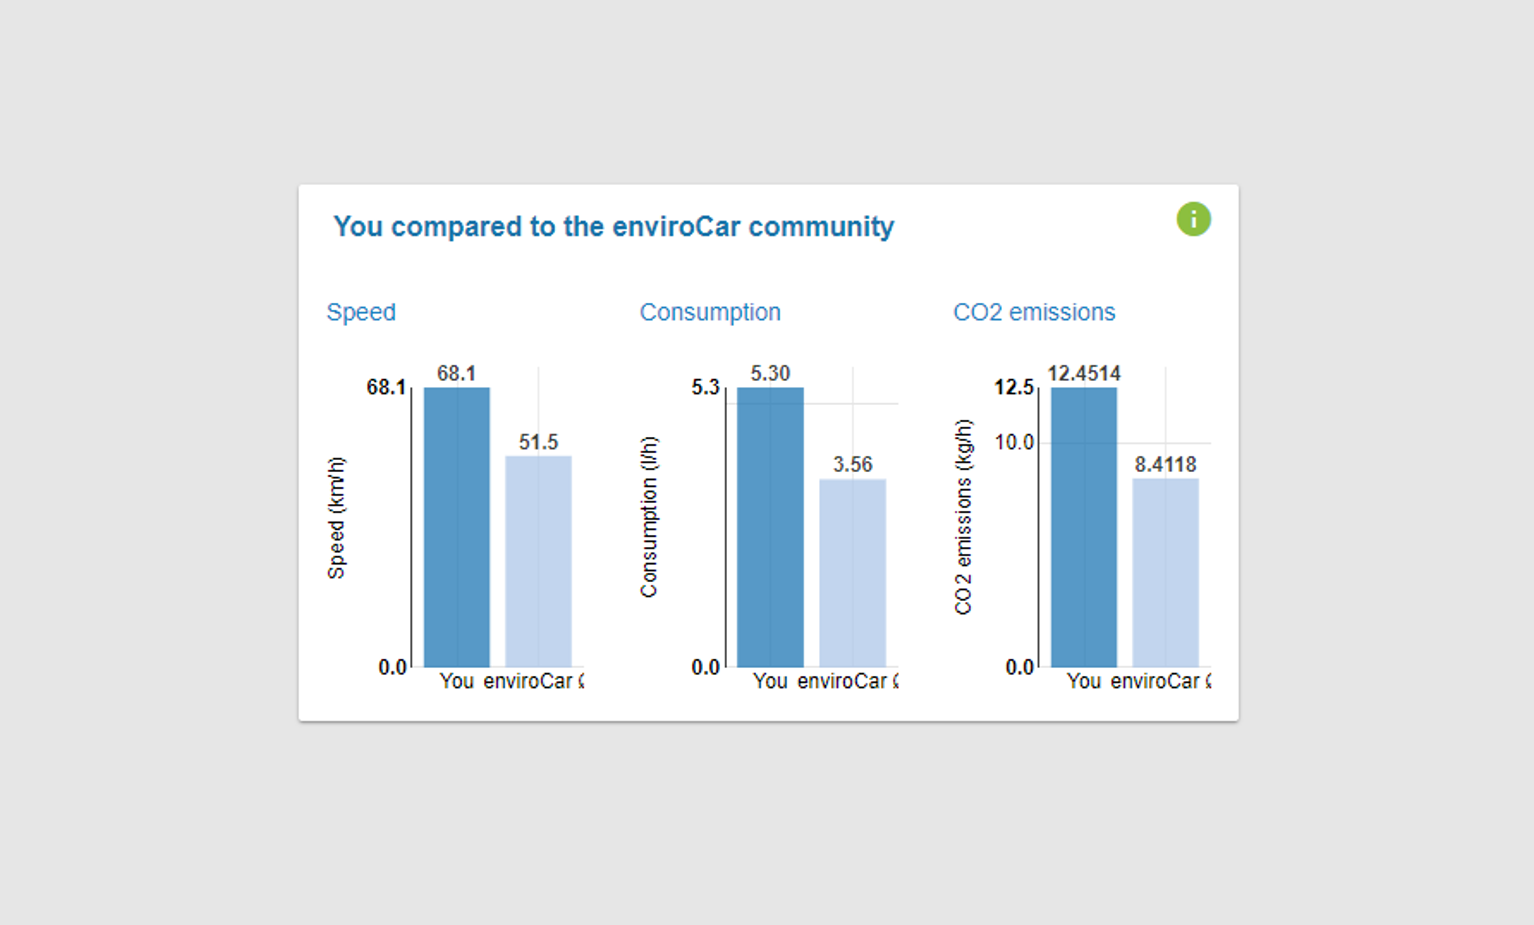 You compared to the enviroCar community
i
Speed
Speed (km/h)
68.1
0.0
68.1
51.5
You enviroCar
Consumption
Consumption (l/h)
5.3
0.0
5.30
3.56
You enviroCar
CO2 emissions
CO2 emissions (kg/h)
12.5
10.0
0.0
12.4514
8.4118
You enviroCar